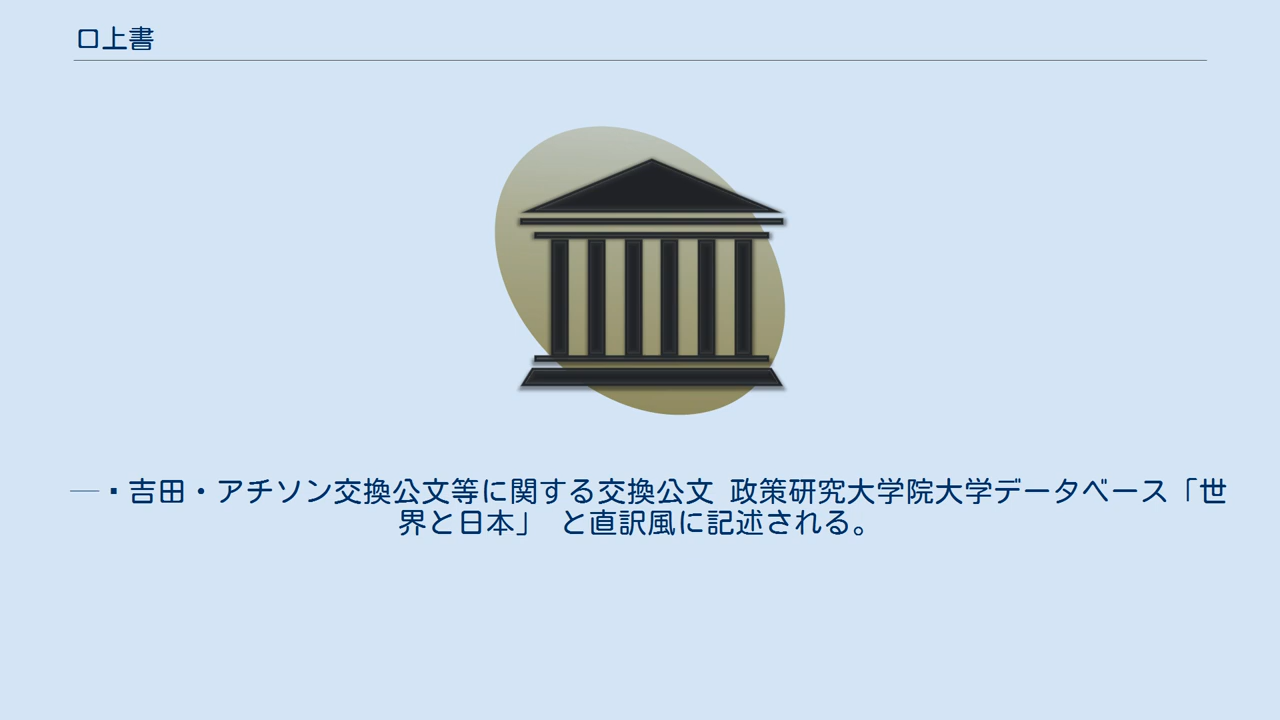 口上書
― ▪ 吉田・アチソン交換公文等に関する交換公文 政策研究大学院大学データベース「世
界と日本」 と直訳風に記述される。